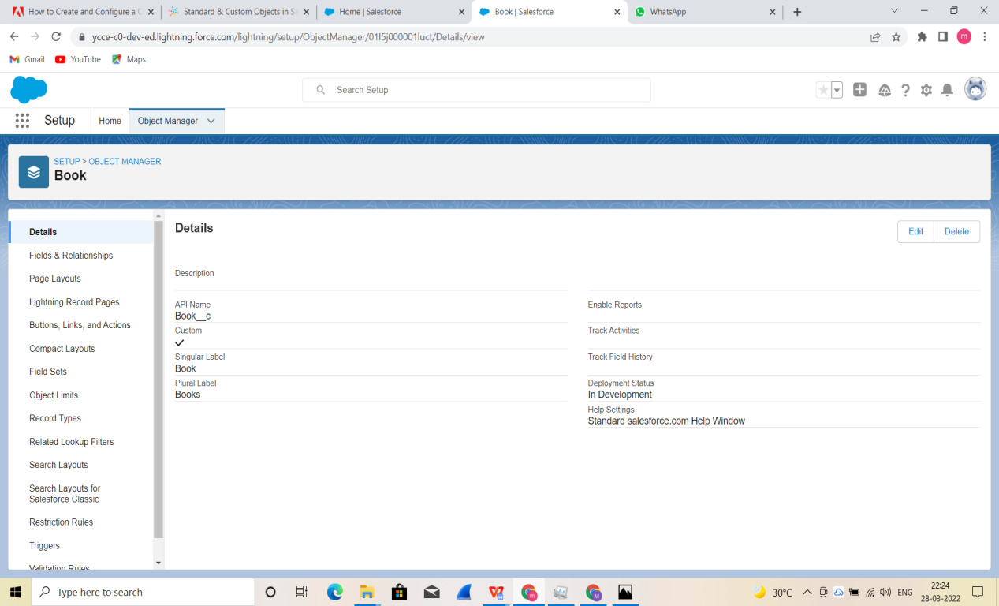 How to Create and Configure a C
Standard & Custom Objects in Sa
Home | Salesforce
Book | Salesforce
WhatsApp
ycce-c0-dev-ed.lightning.force.com/lightning/setup/ObjectManager/01I5j000001luct/Details/view
m
Gmail
YouTube
Maps
Search Setup
Setup
Home
Object Manager
SETUP > OBJECT MANAGER
Book
Details
Fields & Relationships
Page Layouts
Lightning Record Pages
Buttons, Links, and Actions
Compact Layouts
Field Sets
Object Limits
Record Types
Related Lookup Filters
Search Layouts
Search Layouts for
Salesforce Classic
Restriction Rules
Triggers
Validation Rules
Details
Edit
Delete
Description
API Name
Book__c
Custom
Singular Label
Book
Plural Label
Books
Enable Reports
Track Activities
Track Field History
Deployment Status
In Development
Help Settings
Standard salesforce.com Help Window
Type here to search
30°C
ENG
22:24
28-03-2022